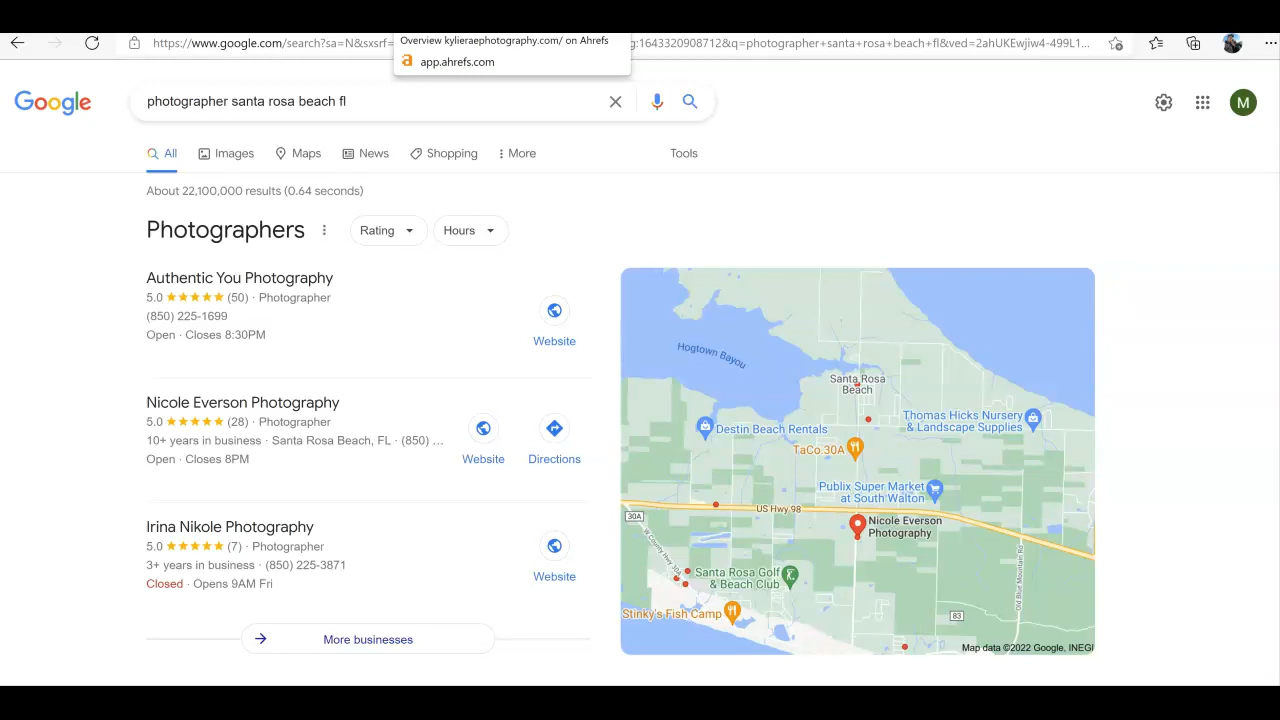 Overview kylieraephotography.com/ on Ahrefs
https://www.google.com/search?sa=N&sxsrf=
g:1643320908712&q=photographer+santa+rosa+beach+fl&ved=2ahUKEwjiw4-499L1...
app.ahrefs.com
Google
photographer santa rosa beach fl
M
All
Images
Maps
News
Shopping
More
Tools
About 22,100,000 results (0.64 seconds)
Photographers
Rating
Hours
Authentic You Photography
5.0 (50) · Photographer
(850) 225-1699
Open · Closes 8:30PM
Website
Nicole Everson Photography
5.0 (28) · Photographer
10+ years in business · Santa Rosa Beach, FL · (850) ...
Open · Closes 8PM
Website
Directions
Irina Nikole Photography
5.0 (7) · Photographer
3+ years in business · (850) 225-3871
Closed · Opens 9AM Fri
Website
More businesses
Hogtown Bayou
Santa Rosa
Beach
Destin Beach Rentals
Thomas Hicks Nursery
& Landscape Supplies
TaCo.30A
Publix Super Market
at South Walton
30A
US Hwy 98
Nicole Everson
Photography
W County Hwy 30A
Santa Rosa Golf
& Beach Club
Old Blue Mountain Rd
Stinky's Fish Camp
83
Map data ©2022 Google, INEGI